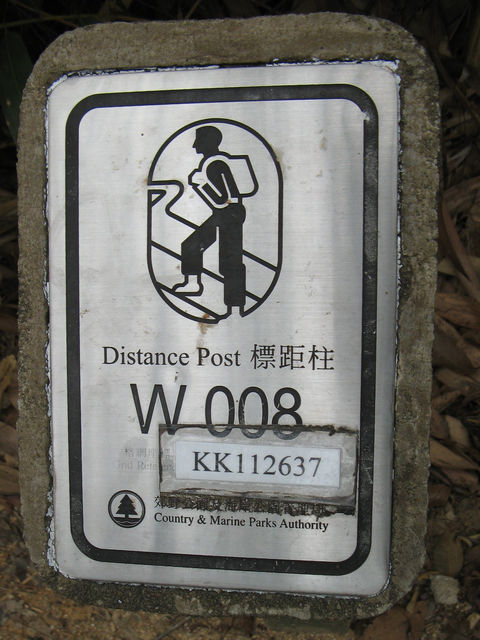 Distance Post 標距柱
W 008
KK112637
Country & Marine Parks Authority